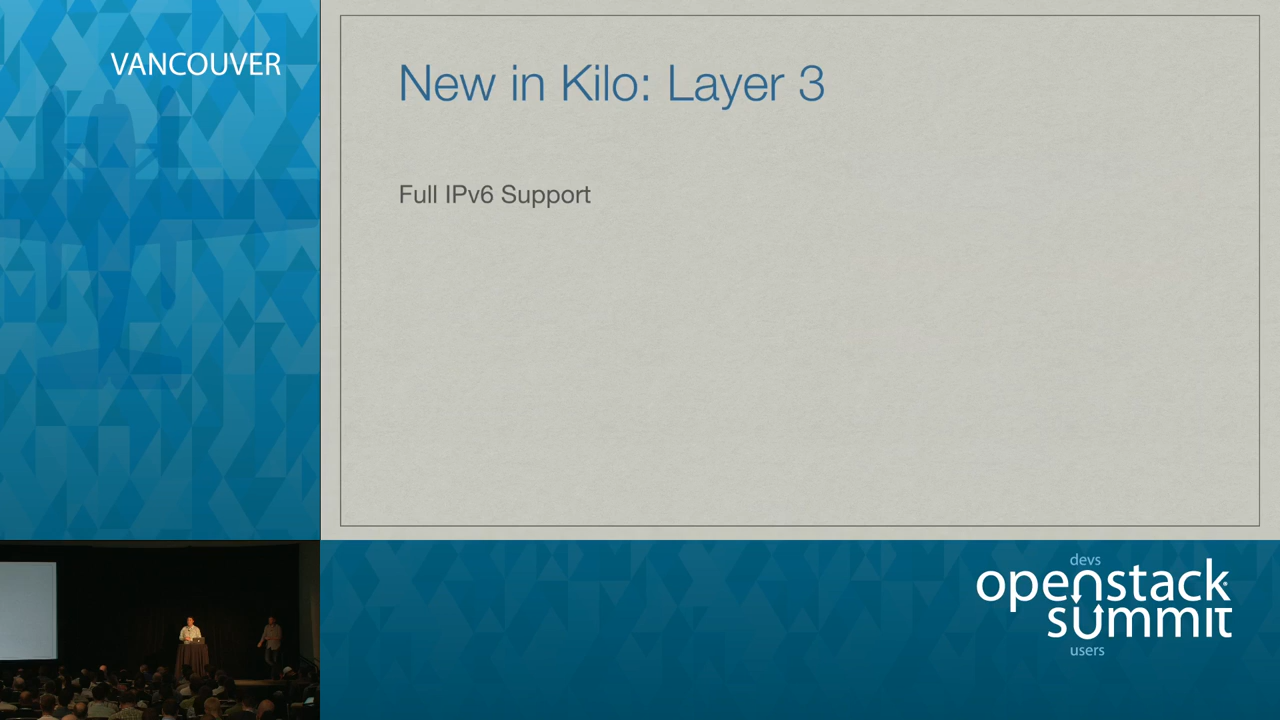 VANCOUVER
New in Kilo: Layer 3
Full IPv6 Support
devs
openstack
summit
users